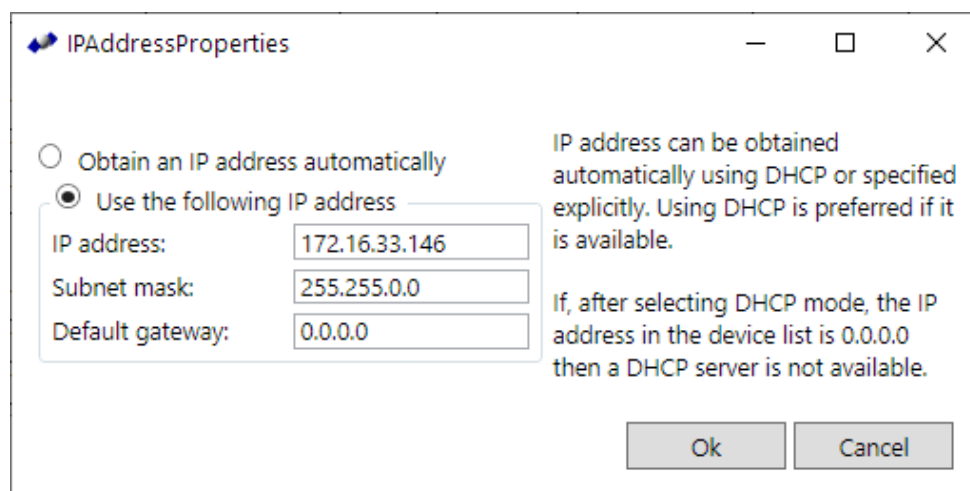 IPAddressProperties
Obtain an IP address automatically
Use the following IP address
IP address:
172.16.33.146
Subnet mask:
255.255.0.0
Default gateway:
0.0.0.0
IP address can be obtained
automatically using DHCP or specified
explicitly. Using DHCP is preferred if it
is available.
If, after selecting DHCP mode, the IP
address in the device list is 0.0.0.0
then a DHCP server is not available.
Ok
Cancel